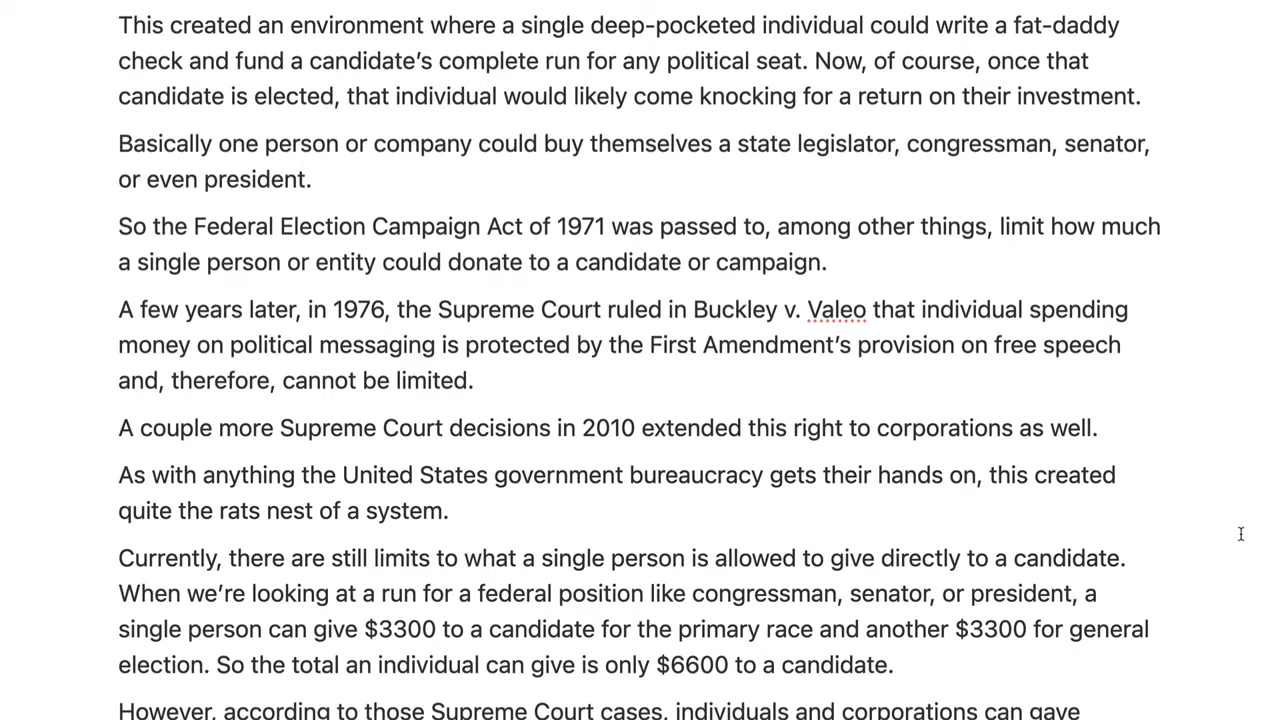 This created an environment where a single deep-pocketed individual could write a fat-daddy
check and fund a candidate’s complete run for any political seat. Now, of course, once that
candidate is elected, that individual would likely come knocking for a return on their investment.
Basically one person or company could buy themselves a state legislator, congressman, senator,
or even president.
So the Federal Election Campaign Act of 1971 was passed to, among other things, limit how much
a single person or entity could donate to a candidate or campaign.
A few years later, in 1976, the Supreme Court ruled in Buckley v. Valeo that individual spending
money on political messaging is protected by the First Amendment’s provision on free speech
and, therefore, cannot be limited.
A couple more Supreme Court decisions in 2010 extended this right to corporations as well.
As with anything the United States government bureaucracy gets their hands on, this created
quite the rats nest of a system.
Currently, there are still limits to what a single person is allowed to give directly to a candidate.
When we’re looking at a run for a federal position like congressman, senator, or president, a
single person can give $3300 to a candidate for the primary race and another $3300 for general
election. So the total an individual can give is only $6600 to a candidate.
However, according to those Supreme Court cases, individuals and corporations can gave